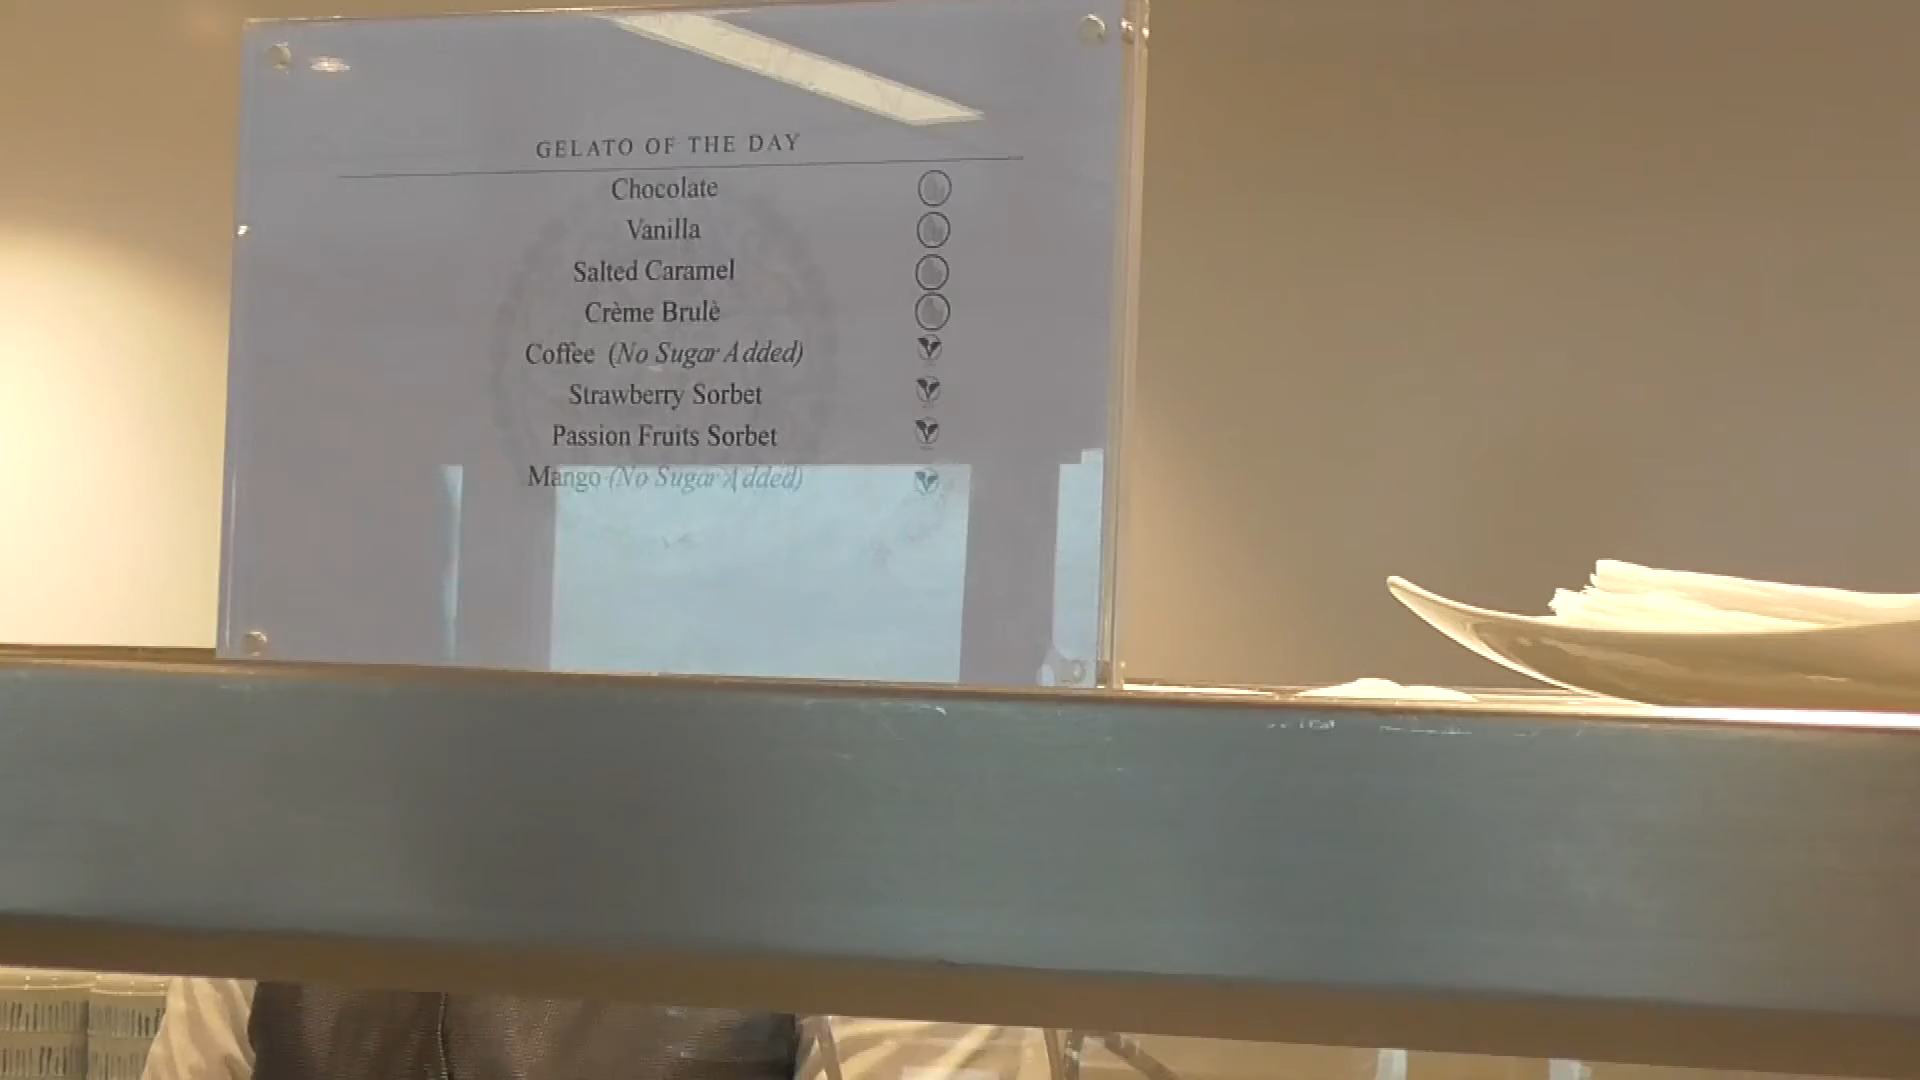 GELATO OF THE DAY
Chocolate
Vanilla
Salted Caramel
Crème Brulè
Coffee (No Sugar Added)
Strawberry Sorbet
Passion Fruits Sorbet
Mango (No Sugar Added)